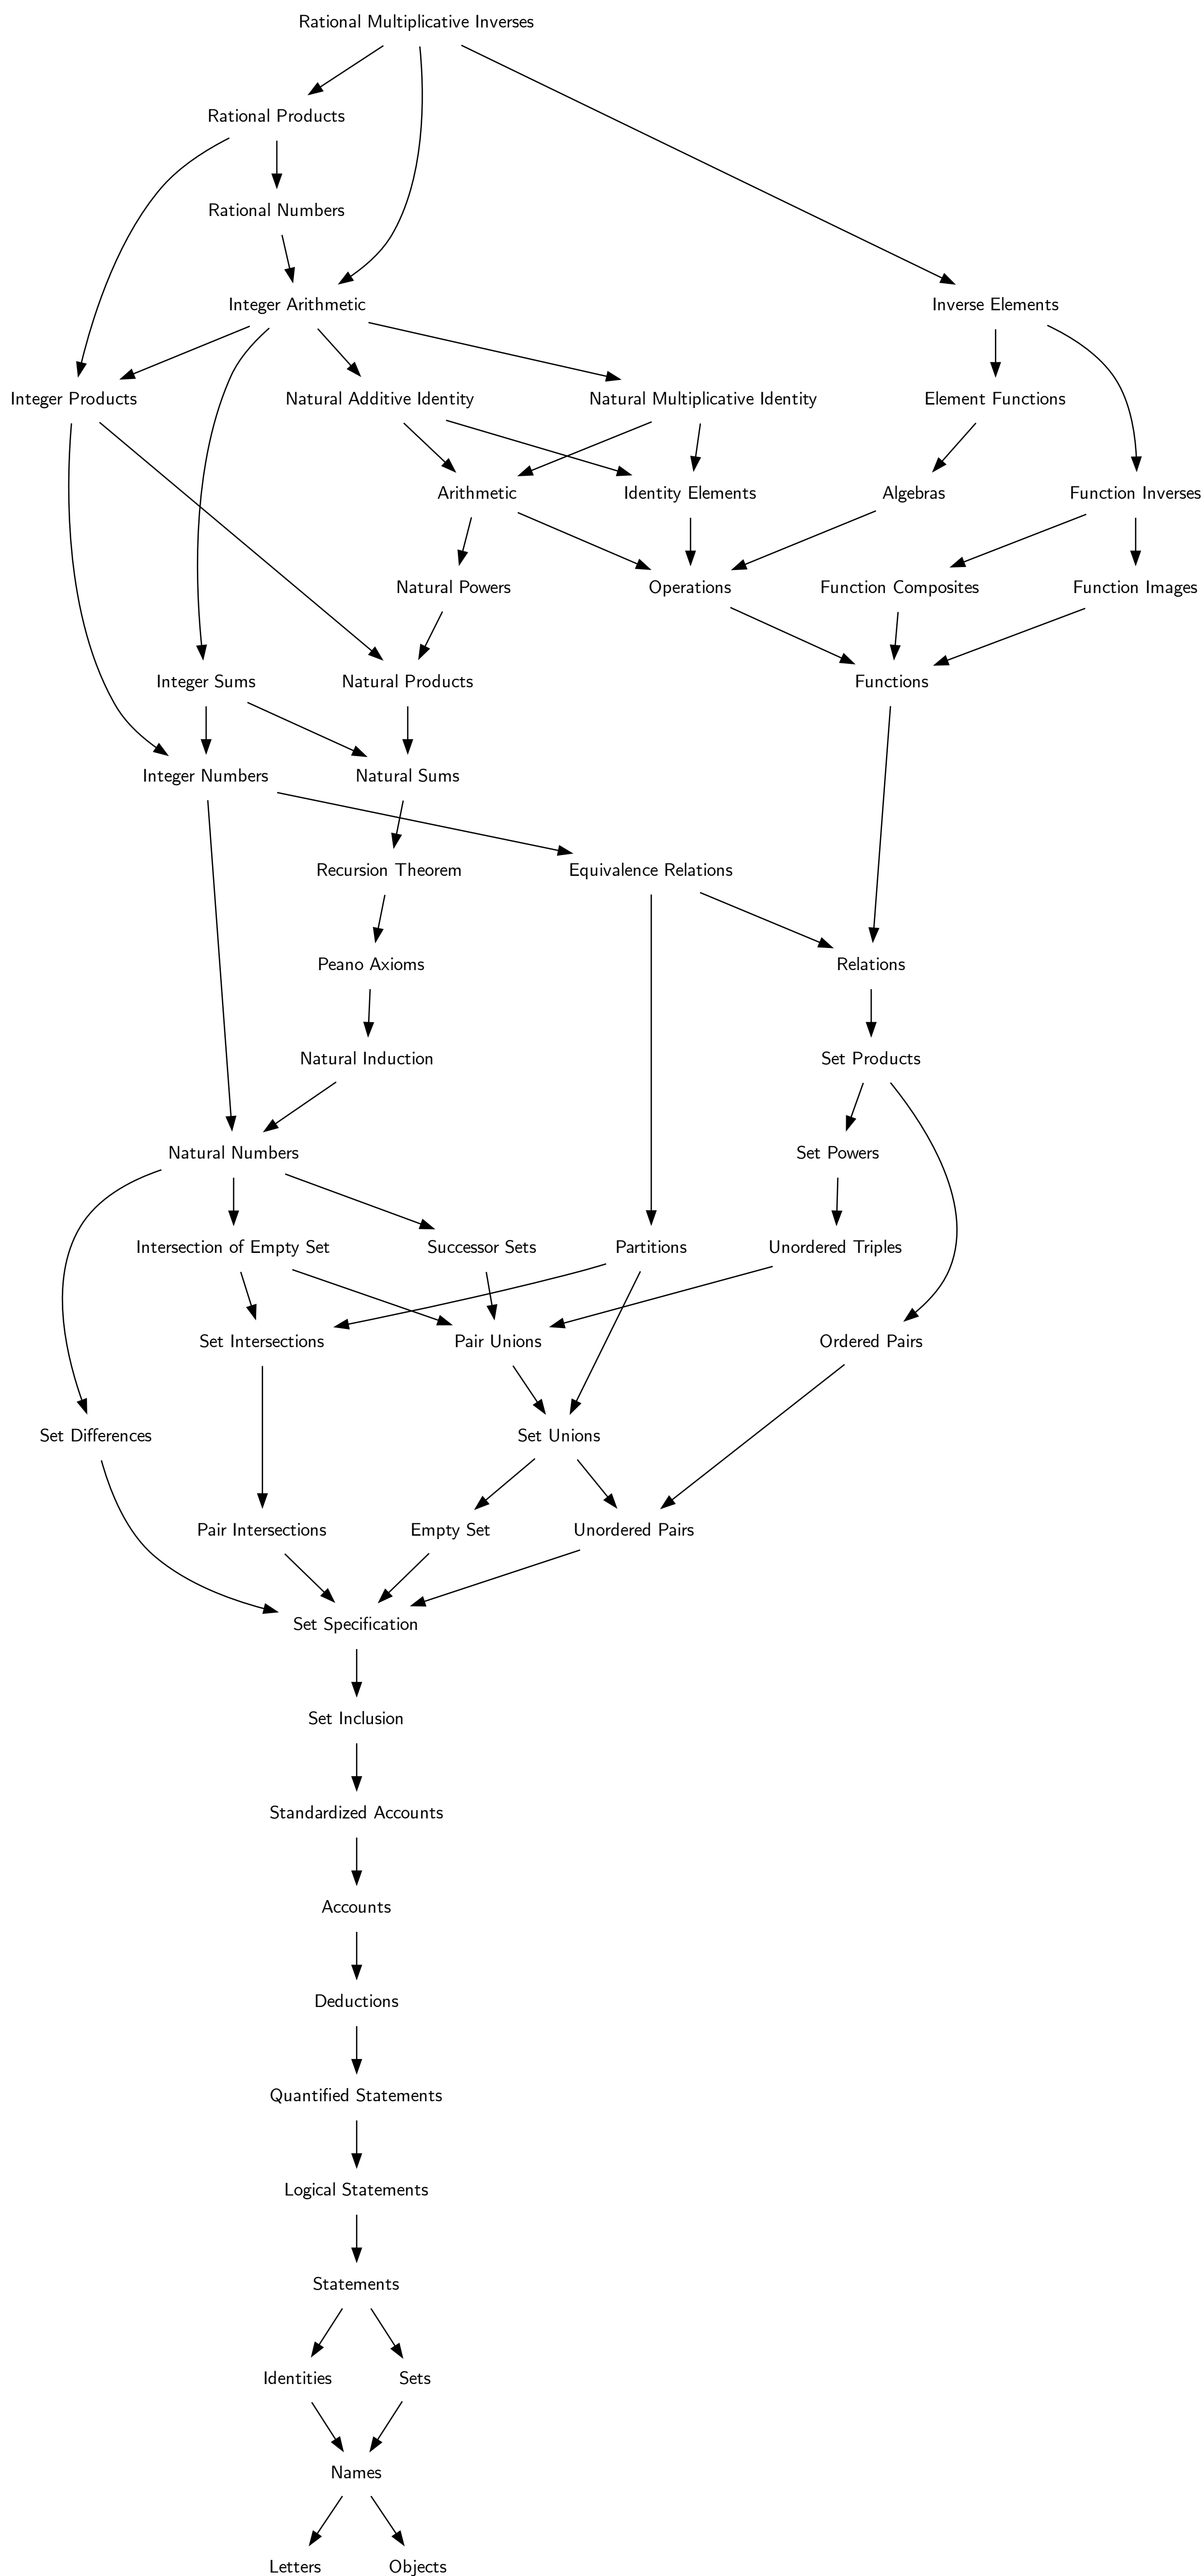 Rational Multiplicative Inverses
Rational Products
Rational Numbers
Integer Arithmetic
Inverse Elements
Integer Products
Natural Additive Identity
Natural Multiplicative Identity
Element Functions
Arithmetic
Identity Elements
Algebras
Function Inverses
Natural Powers
Operations
Function Composites
Function Images
Integer Sums
Natural Products
Functions
Integer Numbers
Natural Sums
Recursion Theorem
Equivalence Relations
Peano Axioms
Relations
Natural Induction
Set Products
Natural Numbers
Set Powers
Intersection of Empty Set
Successor Sets
Partitions
Unordered Triples
Set Intersections
Pair Unions
Ordered Pairs
Set Differences
Set Unions
Pair Intersections
Empty Set
Unordered Pairs
Set Specification
Set Inclusion
Standardized Accounts
Accounts
Deductions
Quantified Statements
Logical Statements
Statements
Identities
Sets
Names
Letters
Objects